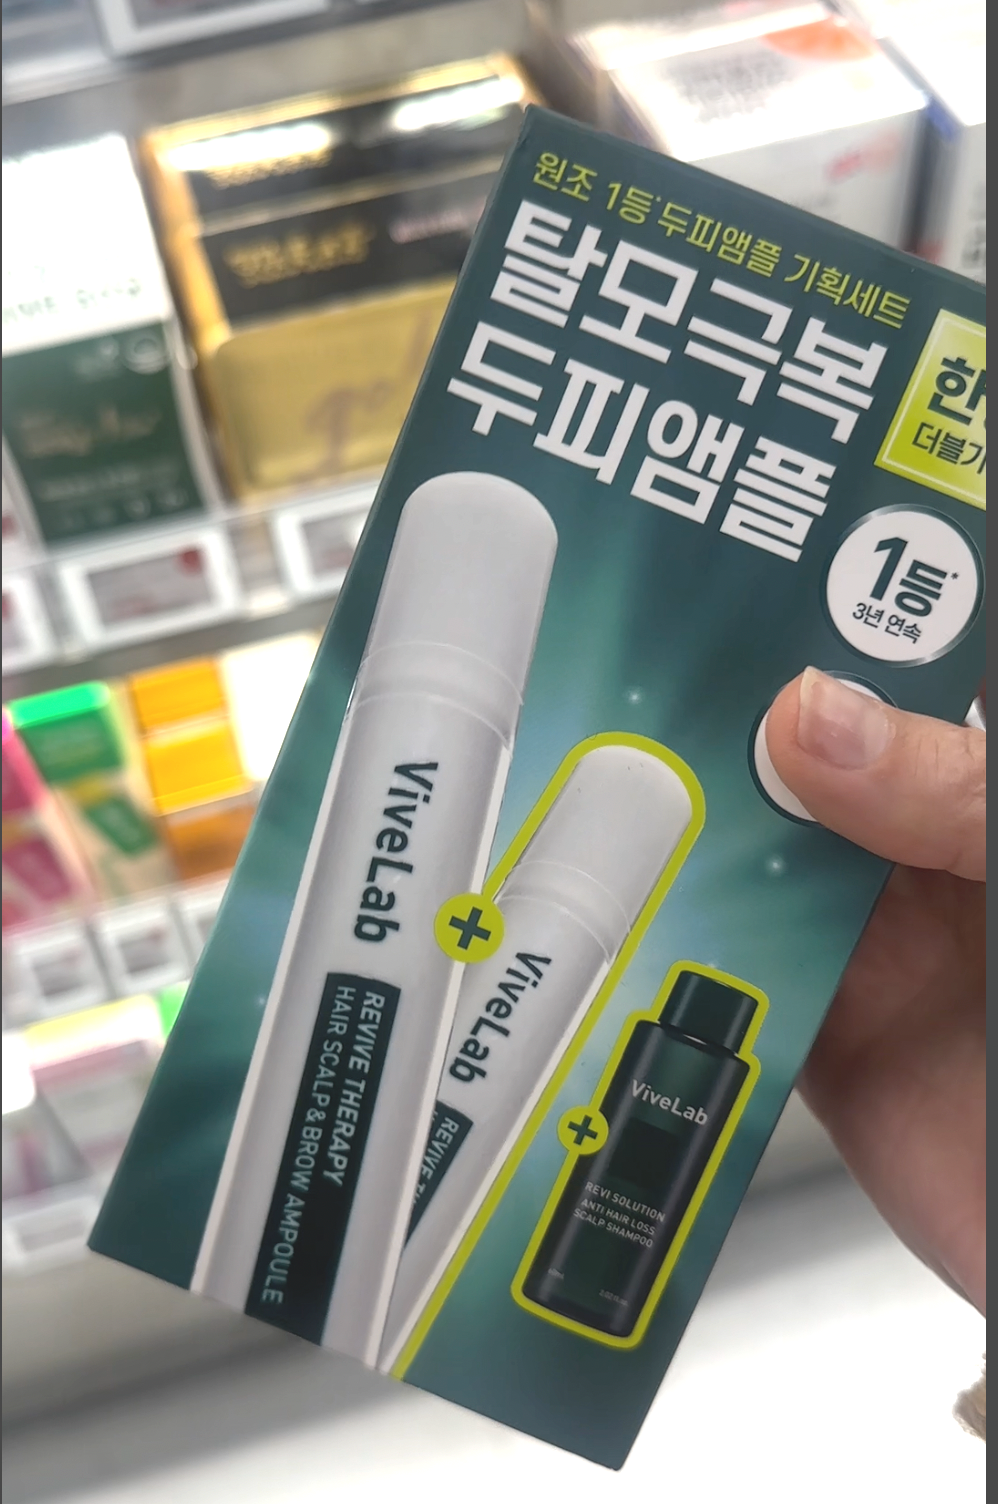 원조 1등* 두피앰플 기획세트
탈모극복
두피앰플
더블기
1등*
3년 연속
ViveLab
REVIVE THERAPY
HAIR SCALP & BROW AMPOULE
+
ViveLab
REVIVE
+
ViveLab
REVI SOLUTION
ANTI HAIR LOSS
SCALP SHAMPOO